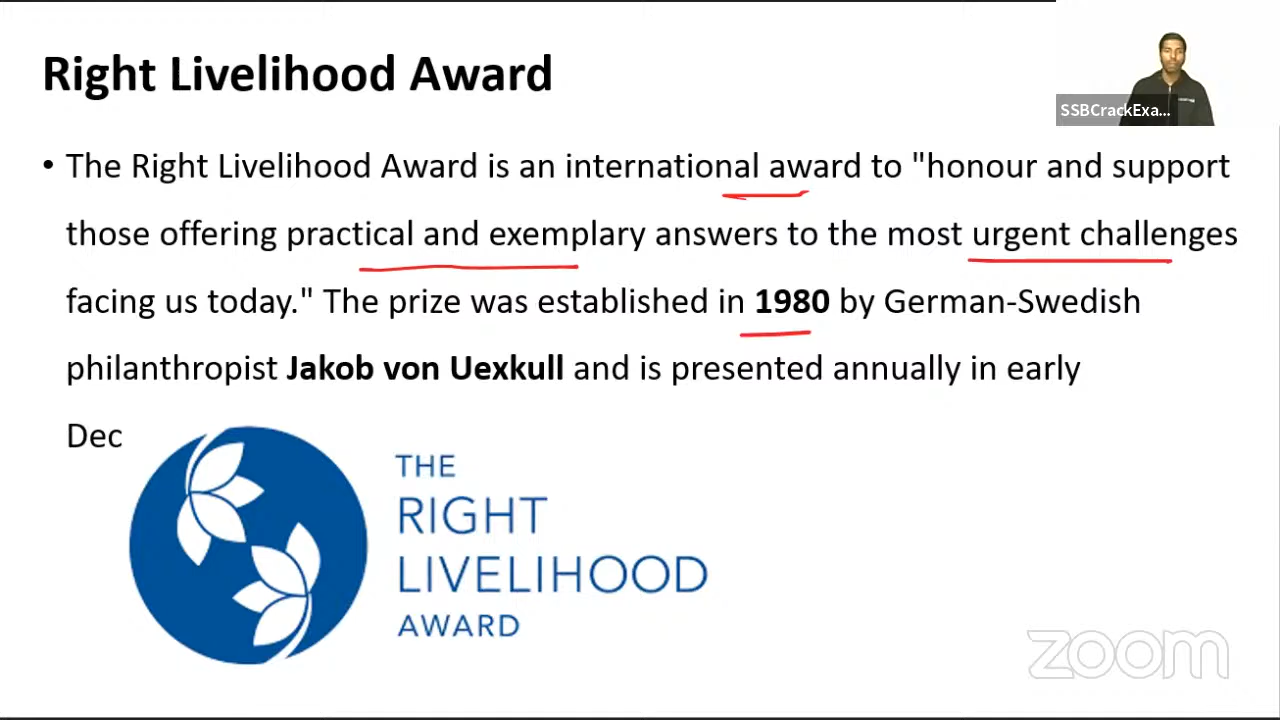 Right Livelihood Award
SSBCrackExa...
• The Right Livelihood Award is an international award to "honour and support
those offering practical and exemplary answers to the most urgent challenges
facing us today." The prize was established in 1980 by German-Swedish
philanthropist Jakob von Uexkull and is presented annually in early
Dec
THE
RIGHT
LIVELIHOOD
AWARD
zoom